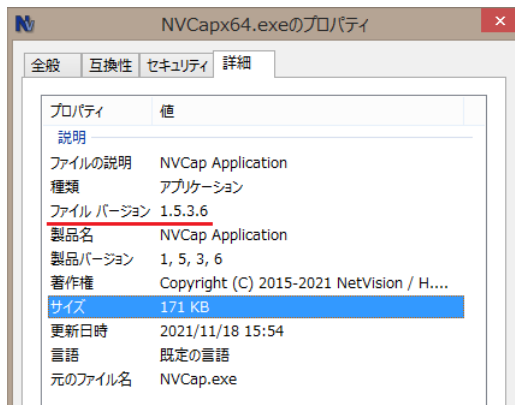 NVCapx64.exeのプロパティ
全般 互換性 セキュリティ 詳細
プロパティ 値
説明
ファイルの説明 NVCap Application
種類 アプリケーション
ファイル バージョン 1.5.3.6
製品名 NVCap Application
製品バージョン 1, 5, 3, 6
著作権 Copyright (C) 2015-2021 NetVision / H....
サイズ 171 KB
更新日時 2021/11/18 15:54
言語 既定の言語
元のファイル名 NVCap.exe